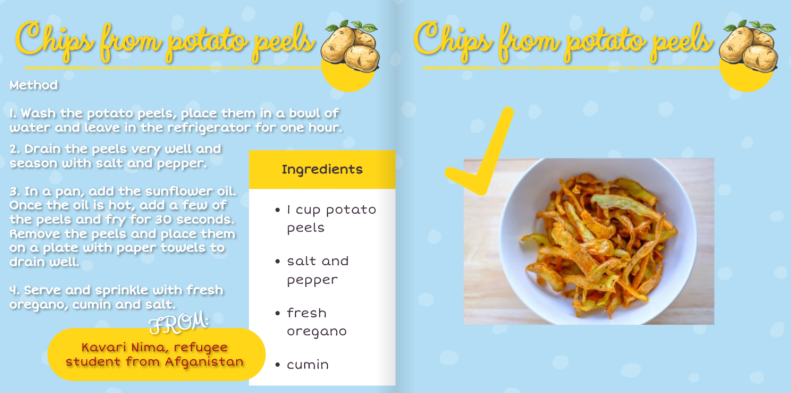 Chips from potato peels
Method
1. Wash the potato peels, place them in a bowl of
water and leave in the refrigerator for one hour.
2. Drain the peels very well and
season with salt and pepper.
3. In a pan, add the sunflower oil.
Once the oil is hot, add a few of
the peels and fry for 30 seconds.
Remove the peels and place them
on a plate with paper towels to
drain well.
4. Serve and sprinkle with fresh
oregano, cumin and salt.
FROM:
Kavari Nima, refugee
student from Afganistan
Ingredients
• 1 cup potato
peels
• salt and
pepper
• fresh
oregano
• cumin
Chips from potato peels